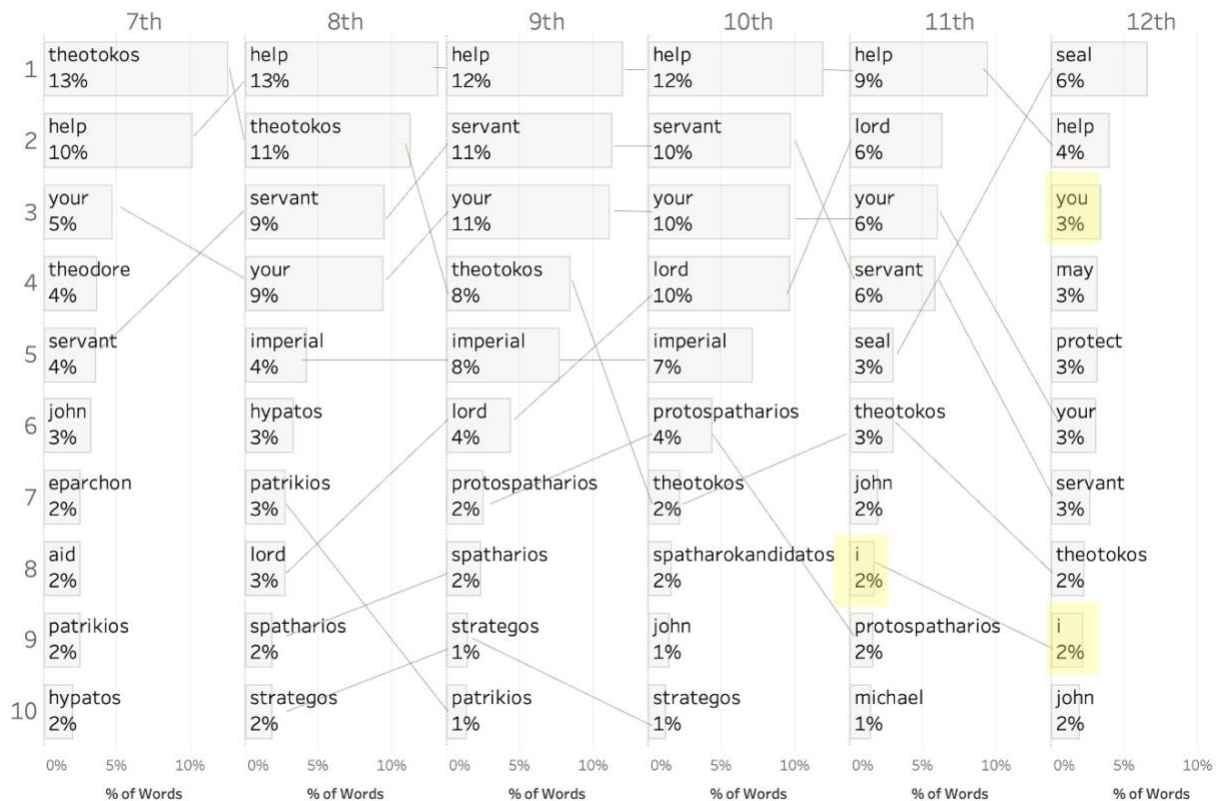 7th 8th 9th 10th 11th 12th
1 theotokos help help help help seal
13% 13% 12% 12% 9% 6%
2 help theotokos servant servant lord help
10% 11% 11% 10% 6% 4%
3 your servant your your your you
5% 9% 11% 10% 6% 3%
4 theodore your theotokos lord servant may
4% 9% 8% 10% 6% 3%
5 servant imperial imperial imperial seal protect
4% 4% 8% 7% 3% 3%
6 john hypatos lord protospatharios theotokos your
3% 3% 4% 4% 3% 3%
7 eparchon patrikios protospatharios theotokos john servant
2% 3% 2% 2% 2% 3%
8 aid lord spatharios spatharokandidatos i theotokos
2% 3% 2% 2% 2% 2%
9 patrikios spatharios strategos john protospatharios i
2% 2% 1% 1% 2% 2%
10 hypatos strategos patrikios strategos michael john
2% 2% 1% 1% 1% 2%
0% 5% 10% 0% 5% 10% 0% 5% 10% 0% 5% 10% 0% 5% 10% 0% 5% 10%
% of Words % of Words % of Words % of Words % of Words % of Words